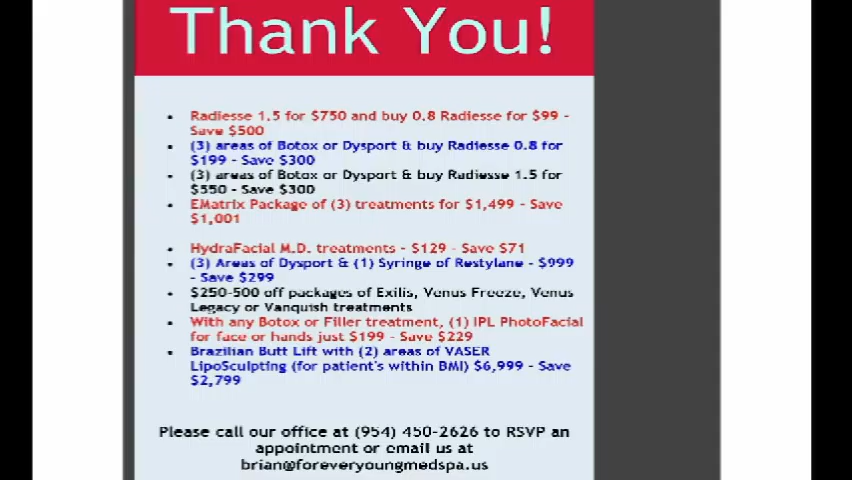 Thank You!
Radiesse 1.5 for $750 and buy 0.8 Radiesse for $99 -
Save $500
(3) areas of Botox or Dysport & buy Radiesse 0.8 for
$199 - Save $300
(3) areas of Botox or Dysport & buy Radiesse 1.5 for
$550 - Save $300
EMatrix Package of (3) treatments for $1,499 - Save
$1,001
HydraFacial M.D. treatments - $129 - Save $71
(3) Areas of Dysport & (1) Syringe of Restylane - $999
- Save $299
$250-500 off packages of Exilis, Venus Freeze, Venus
Legacy or Vanquish treatments
With any Botox or Filler treatment, (1) IPL PhotoFacial
for face or hands just $199 - Save $229
Brazilian Butt Lift with (2) areas of VASER
LipoSculpting (for patient's within BMI) $6,999 - Save
$2,799
Please call our office at (954) 450-2626 to RSVP an
appointment or email us at
brian@foreveryoungmedspa.us